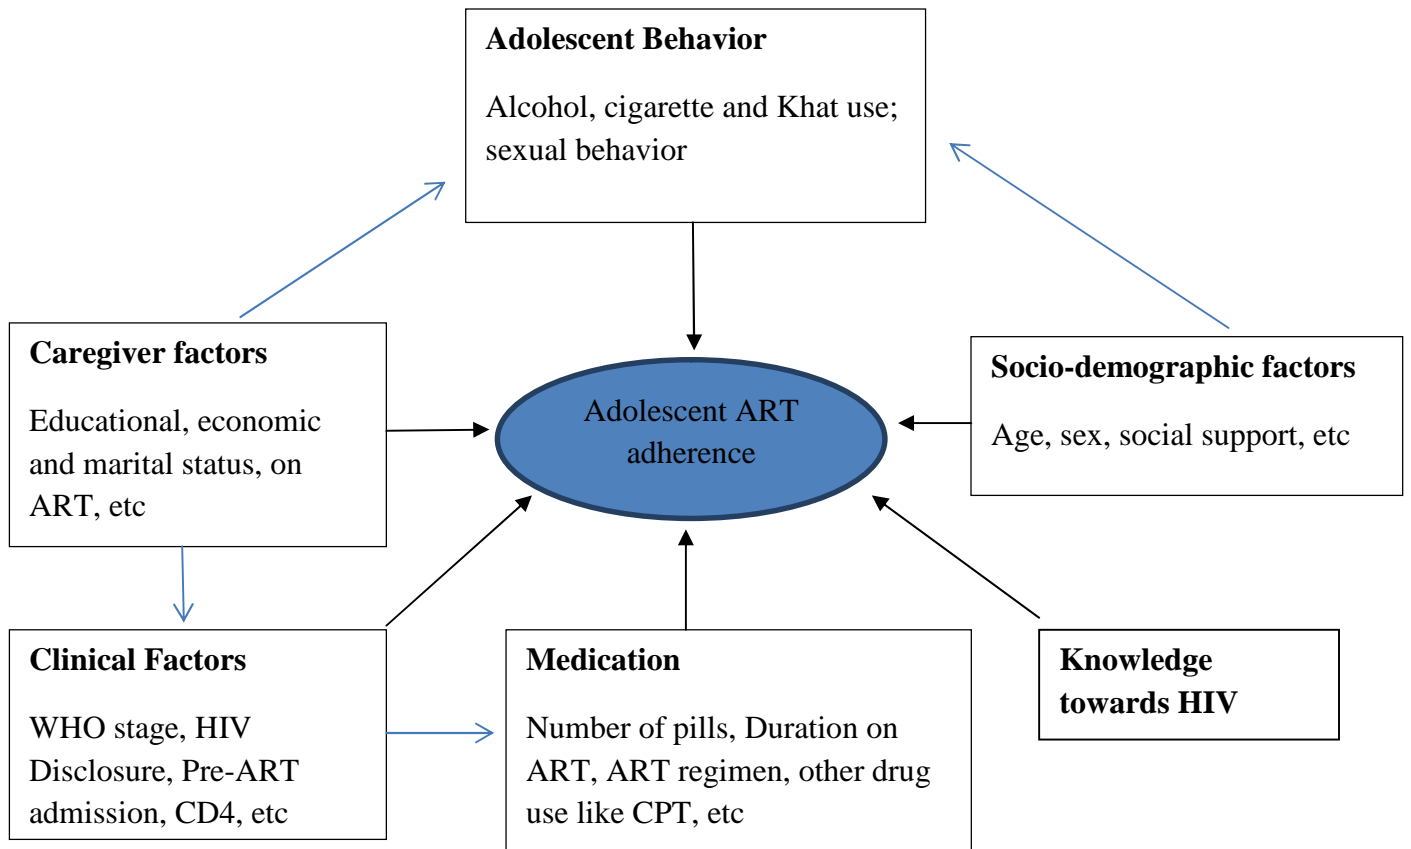 Adolescent Behavior
Alcohol, cigarette and Khat use;
sexual behavior
Caregiver factors
Educational, economic
and marital status, on
ART, etc
Adolescent ART
adherence
Socio-demographic factors
Age, sex, social support, etc
Clinical Factors
WHO stage, HIV
Disclosure, Pre-ART
admission, CD4, etc
Medication
Number of pills, Duration on
ART, ART regimen, other drug
use like CPT, etc
Knowledge
towards HIV